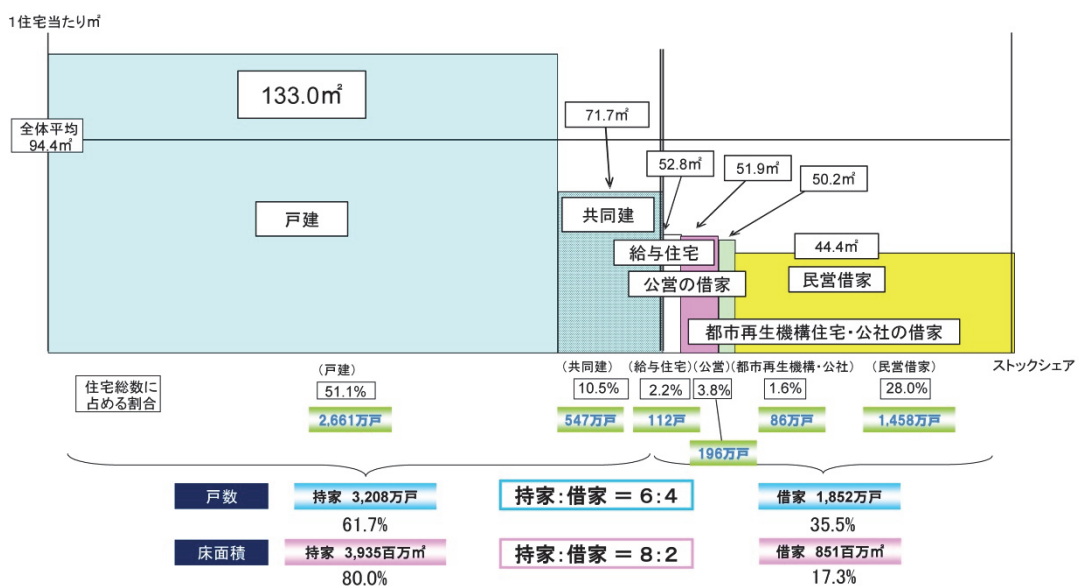 1住宅当たり㎡
133.0㎡
71.7㎡
全体平均
94.4㎡
52.8㎡
51.9㎡
50.2㎡
戸建
共同建
給与住宅
44.4㎡
公営の借家
民営借家
都市再生機構住宅・公社の借家
(戸建)
(共同建)
(給与住宅)
(公営)
(都市再生機構・公社)
(民営借家)
ストックシェア
住宅総数に
占める割合
51.1%
10.5%
2.2%
3.8%
1.6%
28.0%
2,661万戸
547万戸
112戸
86万戸
1,458万戸
196万戸
戸数
持家 3,208万戸
持家:借家 = 6:4
借家 1,852万戸
61.7%
35.5%
床面積
持家 3,935百万㎡
持家:借家 = 8:2
借家 851百万㎡
80.0%
17.3%